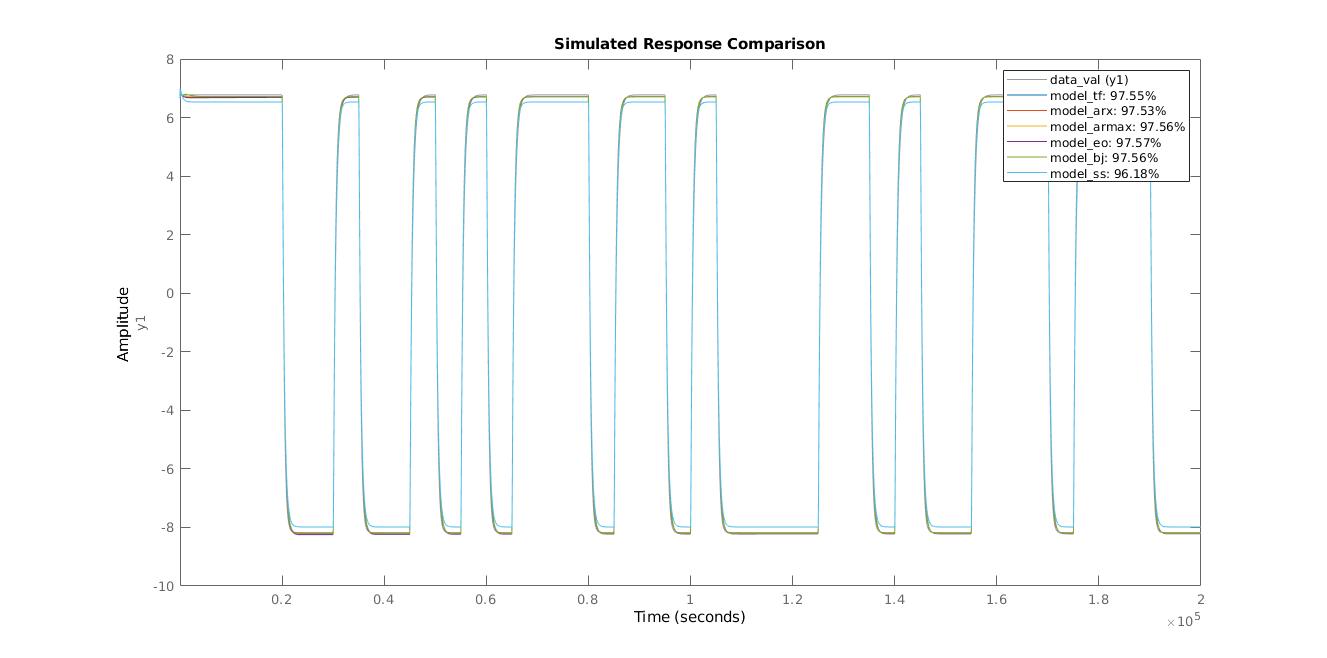 Simulated Response Comparison
8
6
4
2
0
-2
-4
-6
-8
-10
Amplitude
y1
data_val (y1)
model_tf: 97.55%
model_arx: 97.53%
model_armax: 97.56%
model_eo: 97.57%
model_bj: 97.56%
model_ss: 96.18%
0.2 0.4 0.6 0.8 1 1.2 1.4 1.6 1.8 2
×10⁵
Time (seconds)